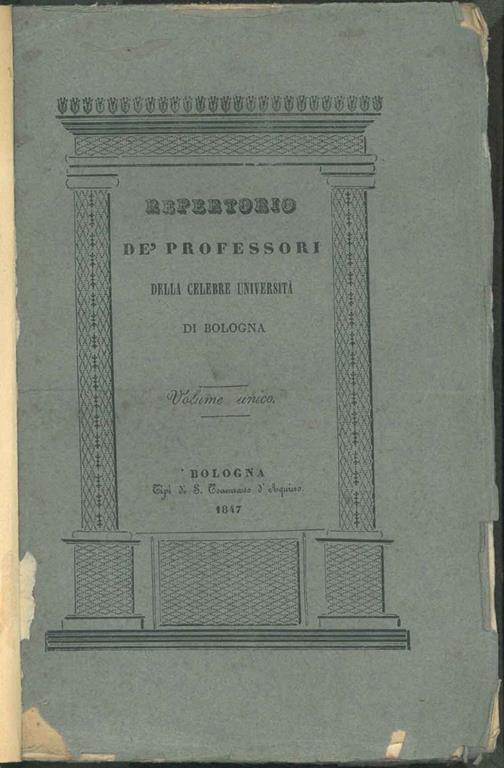 REPERTORIO
DE' PROFESSORI
DELLA CELEBRE UNIVERSITÀ
DI BOLOGNA
Volume unico.
BOLOGNA
Tipi di S. Tommaso d'Aquino.
1847